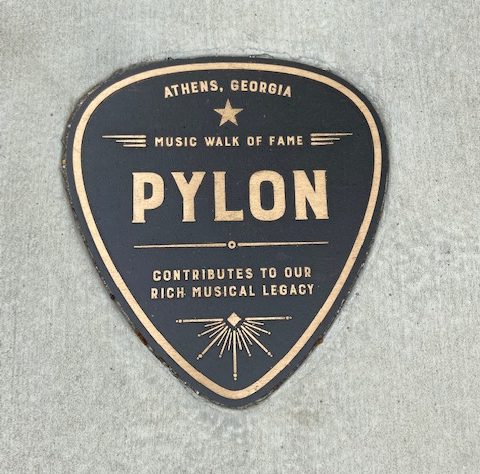 ATHENS, GEORGIA
MUSIC WALK OF FAME
PYLON
CONTRIBUTES TO OUR
RICH MUSICAL LEGACY